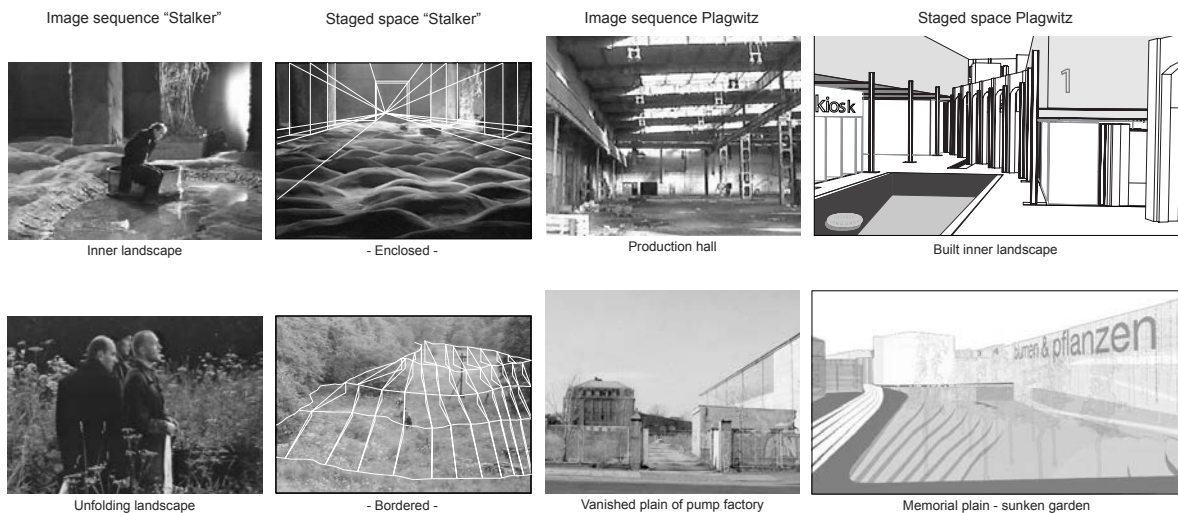 Image sequence “Stalker”
Staged space “Stalker”
Image sequence Plagwitz
Staged space Plagwitz
kiosk
1
Inner landscape
- Enclosed -
Production hall
Built inner landscape
blumen & pflanzen
Unfolding landscape
- Bordered -
Vanished plain of pump factory
Memorial plain - sunken garden